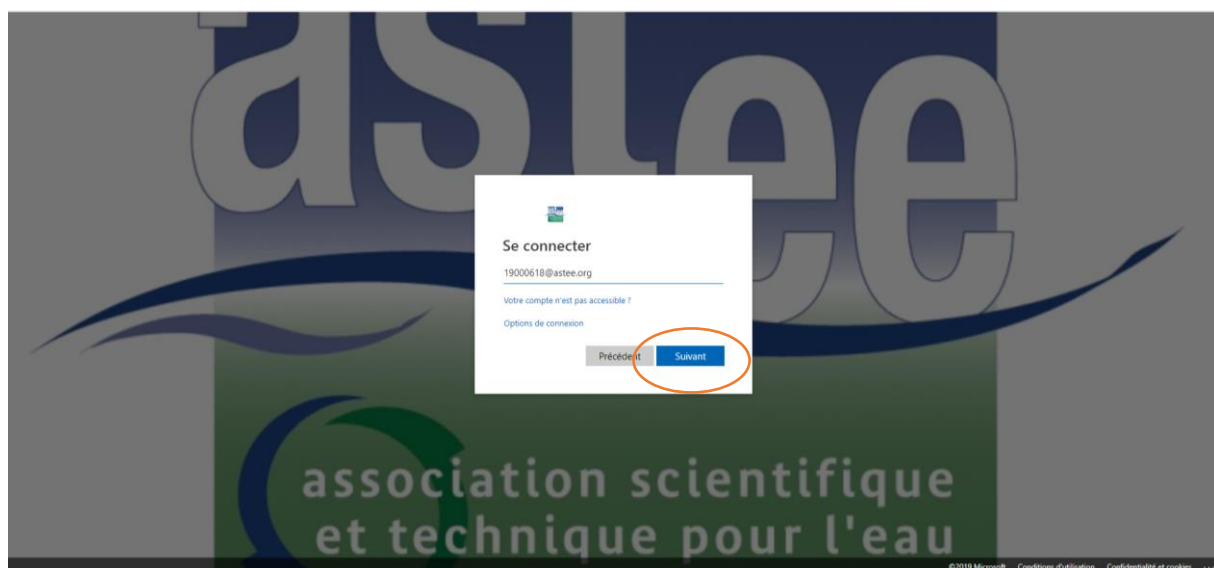 astee
Se connecter
19000618@astee.org
Votre compte n'est pas accessible ?
Options de connexion
Précédent
Suivant
association scientifique
et technique pour l'eau
©2019 Microsoft Conditions d'utilisation Confidentialité et cookies ...